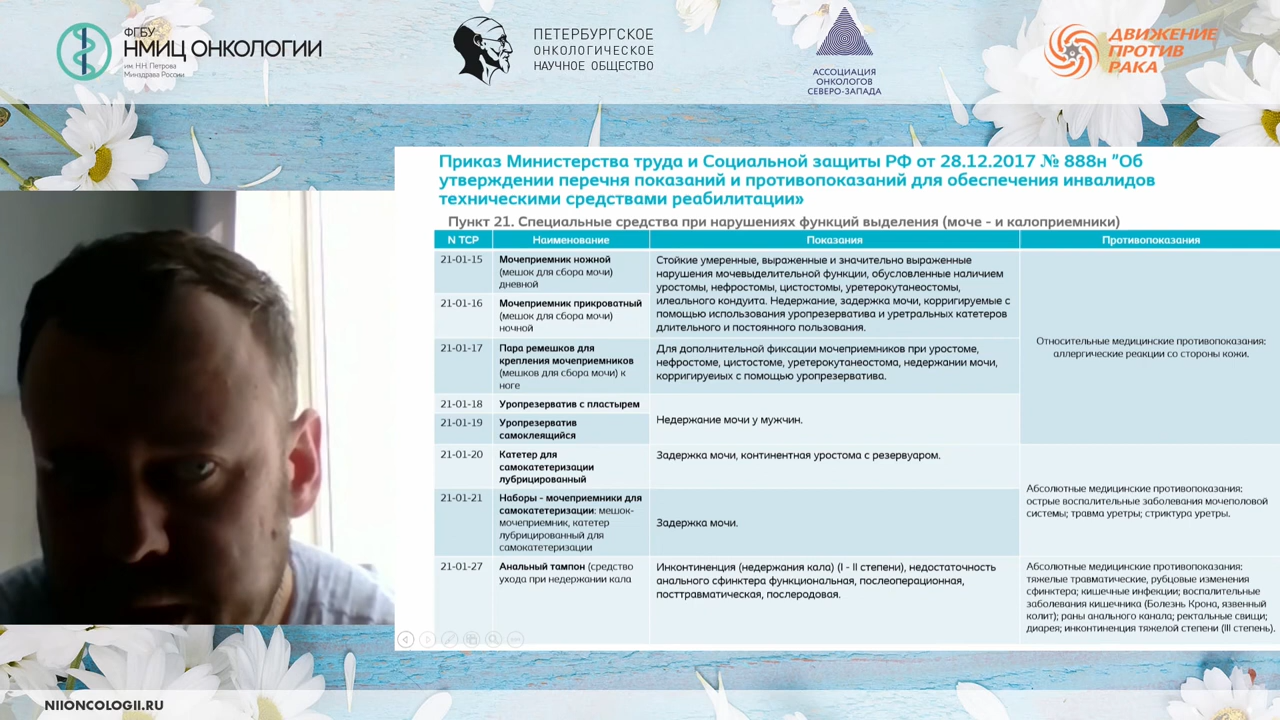 ФГБУ
НМИЦ ОНКОЛОГИИ
им. Н.Н. Петрова
Минздрава России
ПЕТЕРБУРГСКОЕ
ОНКОЛОГИЧЕСКОЕ
НАУЧНОЕ ОБЩЕСТВО
АССОЦИАЦИЯ
ОНКОЛОГОВ
СЕВЕРО-ЗАПАДА
ДВИЖЕНИЕ
ПРОТИВ
РАКА
Приказ Министерства труда и Социальной защиты РФ от 28.12.2017 № 888н "Об
утверждении перечня показаний и противопоказаний для обеспечения инвалидов
техническими средствами реабилитации»
Пункт 21. Специальные средства при нарушениях функций выделения (моче - и калоприемники)
N ТСР Наименование Показания Противопоказания
21-01-15 Мочеприемник ножной
(мешок для сбора мочи)
дневной
21-01-16 Мочеприемник прикроватный
(мешок для сбора мочи)
ночной
Стойкие умеренные, выраженные и значительно выраженные
нарушения мочевыделительной функции, обусловленные наличием
уростомы, нефростомы, цистостомы, уретерокутанеостомы,
илеального кондуита. Недержание, задержка мочи, корригируемые с
помощью использования уропрезерватива и уретральных катетеров
длительного и постоянного пользования.
Относительные медицинские противопоказания:
аллергические реакции со стороны кожи.
21-01-17 Пара ремешков для
крепления мочеприемников
(мешков для сбора мочи) к
ноге
Для дополнительной фиксации мочеприемников при уростоме,
нефростоме, цистостоме, уретерокутанеостома, недержании мочи,
корригируеиых с помощью уропрезерватива.
21-01-18 Уропрезерватив с пластырем
21-01-19 Уропрезерватив
самоклеящийся
Недержание мочи у мужчин.
21-01-20 Катетер для
самокатетеризации
лубрицированный
Задержка мочи, континентная уростома с резервуаром.
21-01-21 Наборы - мочеприемники для
самокатетеризации: мешок-
мочеприемник, катетер
лубрицированный для
самокатетеризации
Задержка мочи.
Абсолютные медицинские противопоказания:
острые воспалительные заболевания мочеполовой
системы; травма уретры; стриктура уретры.
21-01-27 Анальный тампон (средство
ухода при недержании кала
Инконтиненция (недержания кала) (I - II степени), недостаточность
анального сфинктера функциональная, послеоперационная,
посттравматическая, послеродовая.
Абсолютные медицинские противопоказания:
тяжелые травматические, рубцовые изменения
сфинктера; кишечные инфекции; воспалительные
заболевания кишечника (Болезнь Крона, язвенный
колит); раны анального канала; ректальные свищи;
диарея; инконтиненция тяжелой степени (III степень).
NIIONCOLOGII.RU